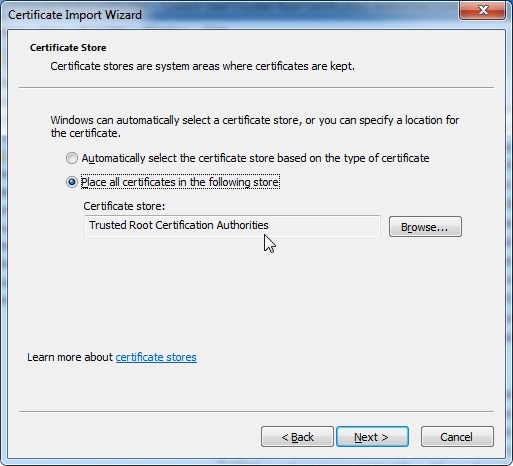 Certificate Import Wizard
Certificate Store
Certificate stores are system areas where certificates are kept.
Windows can automatically select a certificate store, or you can specify a location for
the certificate.
Automatically select the certificate store based on the type of certificate
Place all certificates in the following store
Certificate store:
Trusted Root Certification Authorities
Browse...
Learn more about certificate stores
< Back
Next >
Cancel